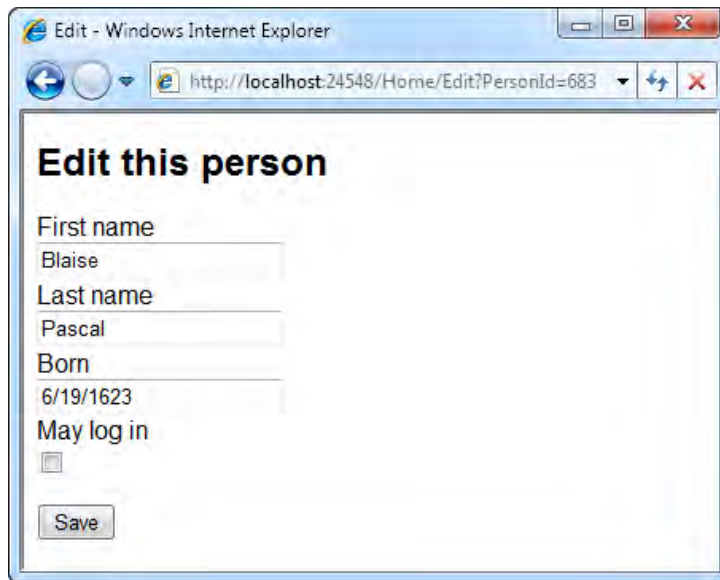 Edit - Windows Internet Explorer
http://localhost:24548/Home/Edit?PersonId=683
Edit this person
First name
Blaise
Last name
Pascal
Born
6/19/1623
May log in
Save